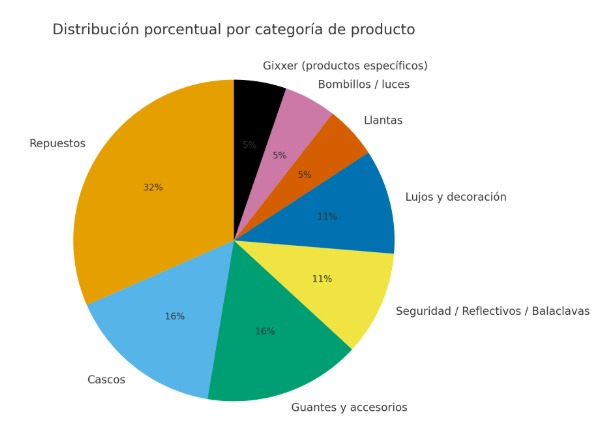 Distribución porcentual por categoría de producto
Gixxer (productos específicos)
Bombillos / luces
Llantas
Repuestos
5%
5%
5%
32%
Lujos y decoración
11%
11%
Seguridad / Reflectivos / Balaclavas
16%
16%
Cascos
Guantes y accesorios